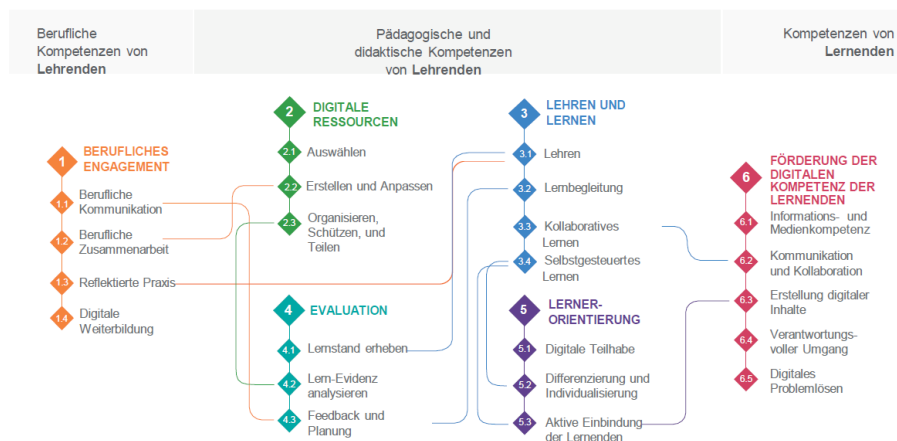 Berufliche
Kompetenzen von
Lehrenden
Pädagogische und
didaktische Kompetenzen
von Lehrenden
Kompetenzen von
Lernenden
1
BERUFLICHES
ENGAGEMENT
1.1
Berufliche
Kommunikation
1.2
Berufliche
Zusammenarbeit
1.3
Reflektierte Praxis
1.4
Digitale
Weiterbildung
2
DIGITALE
RESSOURCEN
2.1
Auswählen
2.2
Erstellen und Anpassen
2.3
Organisieren,
Schützen, und
Teilen
4
EVALUATION
4.1
Lernstand erheben
4.2
Lern-Evidenz
analysieren
4.3
Feedback und
Planung
3
LEHREN UND
LERNEN
3.1
Lehren
3.2
Lernbegleitung
3.3
Kollaboratives
Lernen
3.4
Selbstgesteuertes
Lernen
5
LERNER-
ORIENTIERUNG
5.1
Digitale Teilhabe
5.2
Differenzierung und
Individualisierung
5.3
Aktive Einbindung
der Lernenden
6
FÖRDERUNG DER
DIGITALEN
KOMPETENZ DER
LERNENDEN
6.1
Informations- und
Medienkompetenz
6.2
Kommunikation
und Kollaboration
6.3
Erstellung digitaler
Inhalte
6.4
Verantwortungs-
voller Umgang
6.5
Digitales
Problemlösen